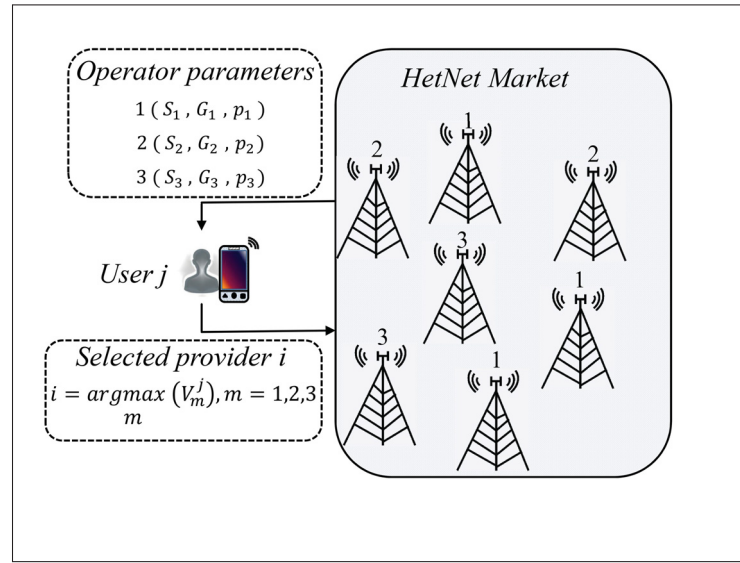 Operator parameters
1 ( S₁ , G₁ , p₁ )
2 ( S₂ , G₂ , p₂)
3 ( S₃ , G₃ , p₃)
User j
Selected provider i
i = argmax (V_m^j), m = 1,2,3
m
HetNet Market
1
2
2
3
1
3
1